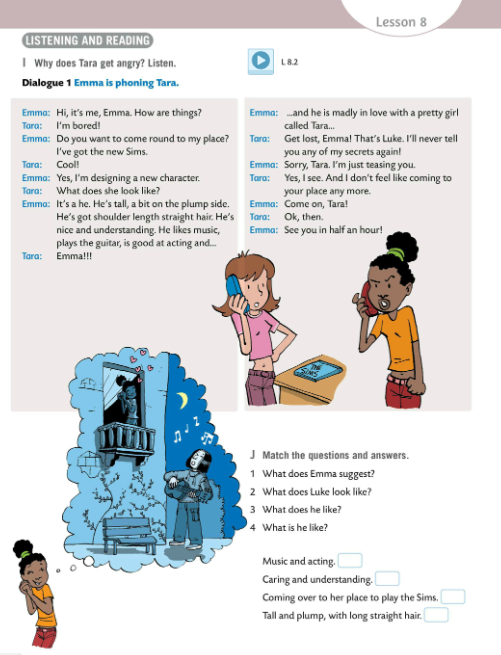 Lesson 8
LISTENING AND READING
I Why does Tara get angry? Listen.
L 8.2
Dialogue 1 Emma is phoning Tara.
Emma: Hi, it's me, Emma. How are things?
Tara: I'm bored!
Emma: Do you want to come round to my place?
I've got the new Sims.
Tara: Cool!
Emma: Yes, I'm designing a new character.
Tara: What does she look like?
Emma: It's a he. He's tall, a bit on the plump side.
He's got shoulder length straight hair. He's
nice and understanding. He likes music,
plays the guitar, is good at acting and...
Tara: Emma!!!
Emma: ...and he is madly in love with a pretty girl
called Tara...
Tara: Get lost, Emma! That's Luke. I'll never tell
you any of my secrets again!
Emma: Sorry, Tara. I'm just teasing you.
Tara: Yes, I see. And I don't feel like coming to
your place any more.
Emma: Come on, Tara!
Tara: Ok, then.
Emma: See you in half an hour!
THE
SIMS
J Match the questions and answers.
1 What does Emma suggest?
2 What does Luke look like?
3 What does he like?
4 What is he like?
Music and acting.
Caring and understanding.
Coming over to her place to play the Sims.
Tall and plump, with long straight hair.